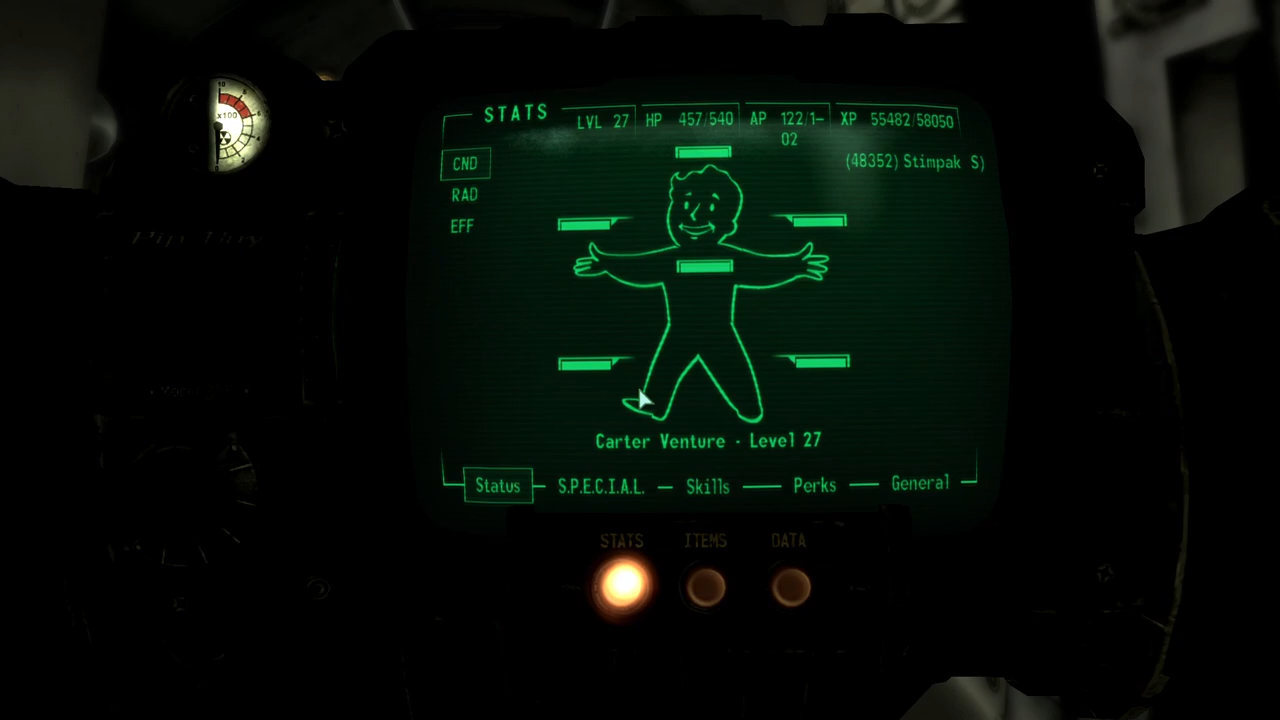 STATS LVL 27 HP 457/540 AP 122/1- XP 55482/58050
02
CND (48352) Stimpak S)
RAD
EFF
Carter Venture - Level 27
Status S.P.E.C.I.A.L. Skills Perks General
STATS ITEMS DATA
x100